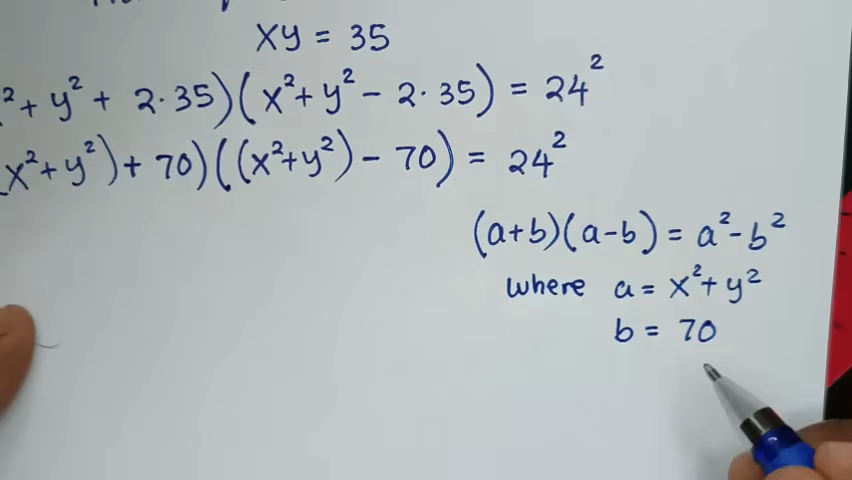 xy = 35
² + y² + 2·35)(x² + y² - 2·35) = 24²
x² + y²) + 70)((x² + y²) - 70) = 24²
(a+b)(a-b) = a² - b²
where a = x² + y²
b = 70